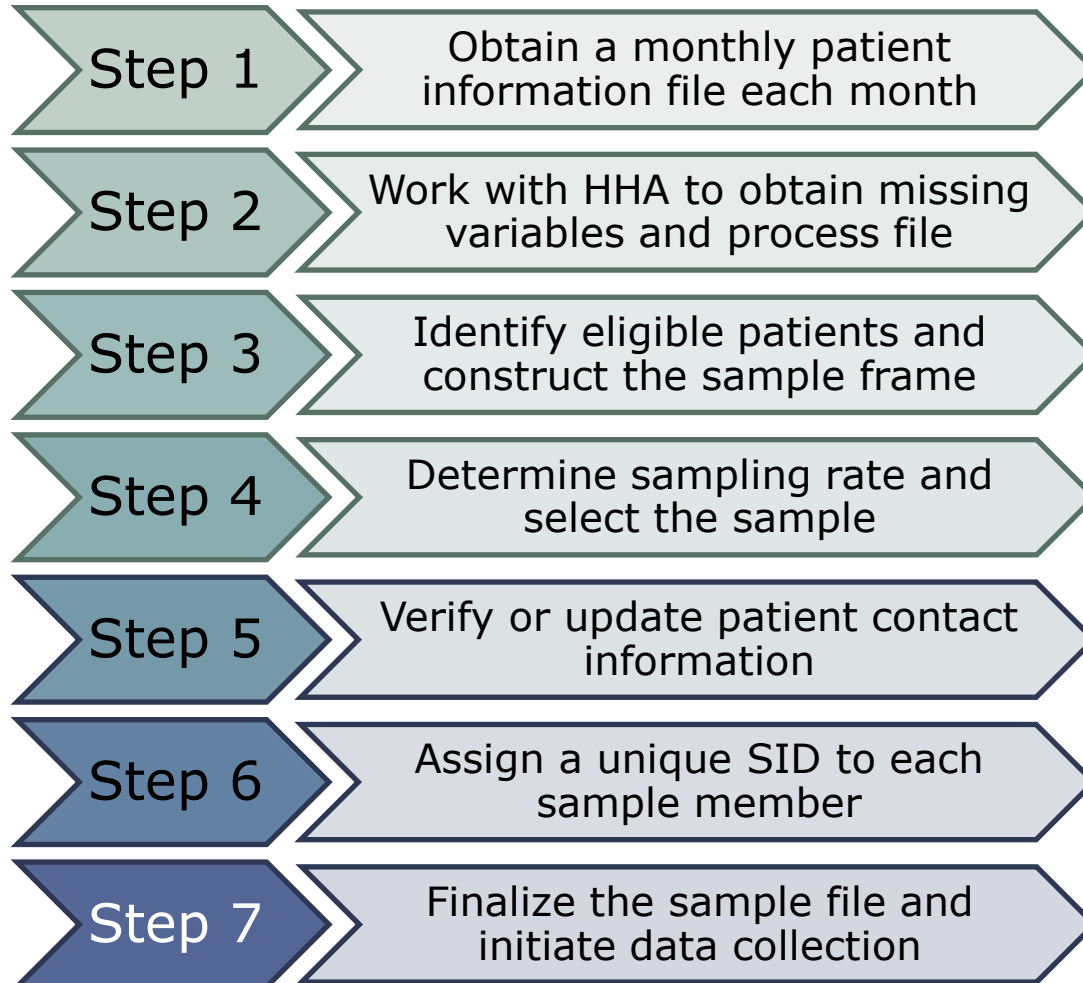 Step 1
Obtain a monthly patient
information file each month
Step 2
Work with HHA to obtain missing
variables and process file
Step 3
Identify eligible patients and
construct the sample frame
Step 4
Determine sampling rate and
select the sample
Step 5
Verify or update patient contact
information
Step 6
Assign a unique SID to each
sample member
Step 7
Finalize the sample file and
initiate data collection